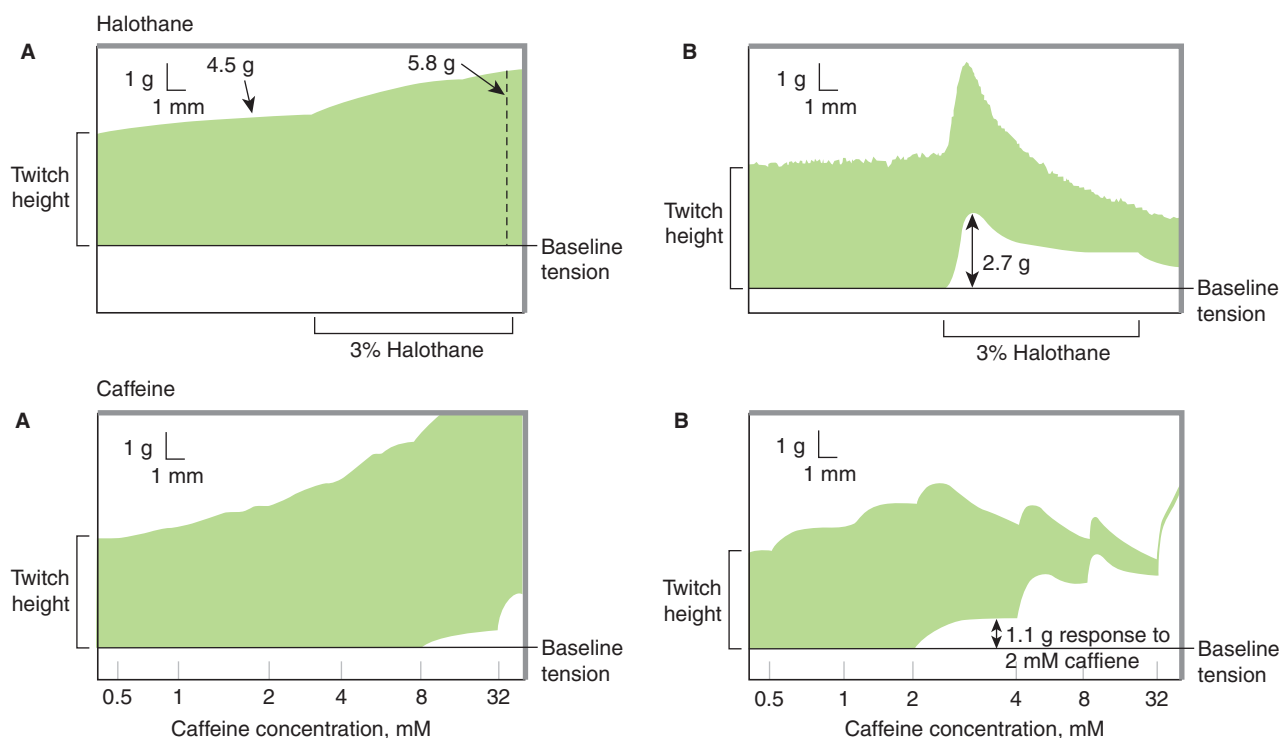 Halothane
A
1 g
1 mm
4.5 g
5.8 g
Twitch
height
Baseline
tension
3% Halothane
B
1 g
1 mm
Twitch
height
2.7 g
Baseline
tension
3% Halothane
Caffeine
A
1 g
1 mm
Twitch
height
Baseline
tension
0.5 1 2 4 8 32
Caffeine concentration, mM
B
1 g
1 mm
Twitch
height
1.1 g response to
2 mM caffiene
Baseline
tension
0.5 1 2 4 8 32
Caffeine concentration, mM